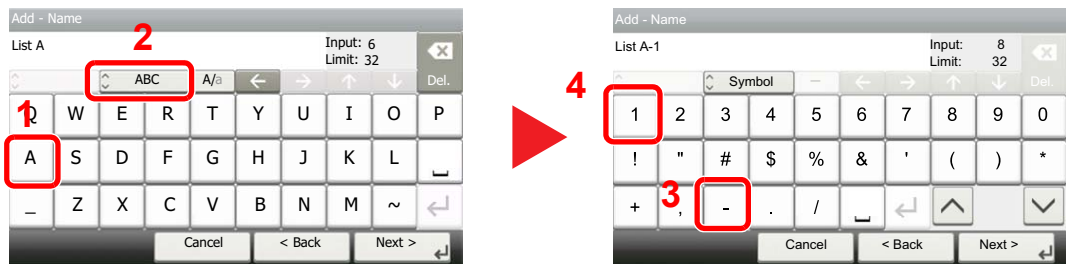 Add - Name
List A
Input: 6
Limit: 32
2
ABC
A/a
Del.
1
Q W E R T Y U I O P
A S D F G H J K L
_ Z X C V B N M ~
Cancel
< Back
Next >
Add - Name
List A-1
Input: 8
Limit: 32
4
Symbol
Del.
1 2 3 4 5 6 7 8 9 0
! " # $ % & ' ( ) *
3
+ , - . /
Cancel
< Back
Next >